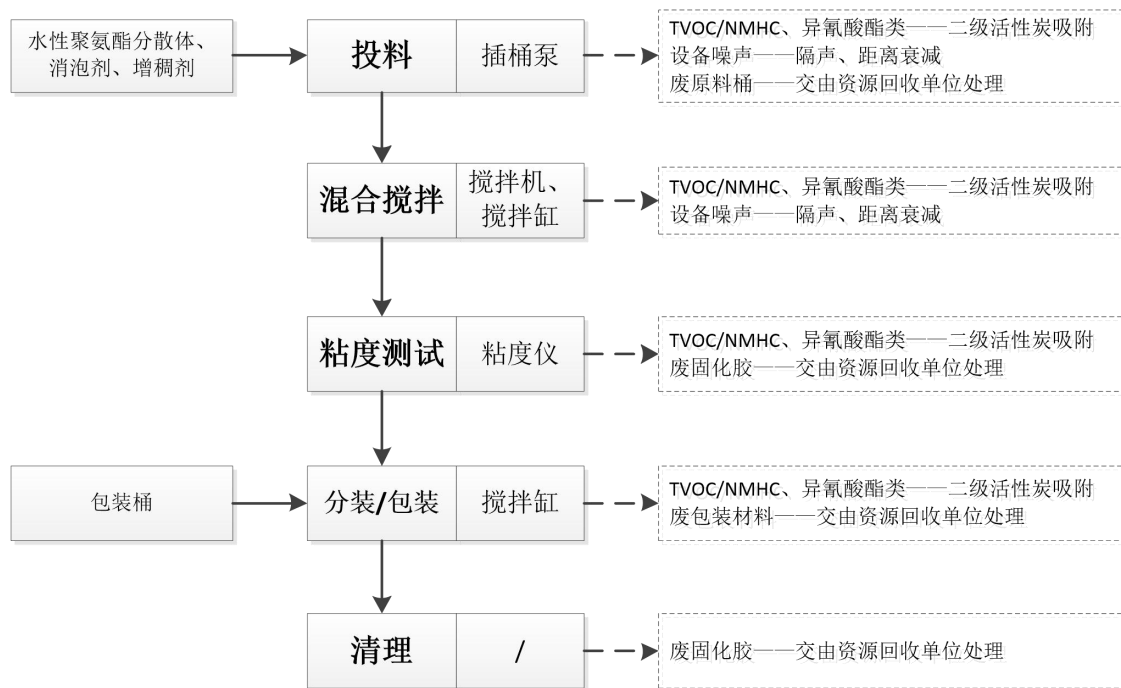 水性聚氨酯分散体、
消泡剂、增稠剂
投料
插桶泵
TVOC/NMHC、异氰酸酯类——二级活性炭吸附
设备噪声——隔声、距离衰减
废原料桶——交由资源回收单位处理
混合搅拌
搅拌机、
搅拌缸
TVOC/NMHC、异氰酸酯类——二级活性炭吸附
设备噪声——隔声、距离衰减
粘度测试
粘度仪
TVOC/NMHC、异氰酸酯类——二级活性炭吸附
废固化胶——交由资源回收单位处理
包装桶
分装/包装
搅拌缸
TVOC/NMHC、异氰酸酯类——二级活性炭吸附
废包装材料——交由资源回收单位处理
清理
/
废固化胶——交由资源回收单位处理